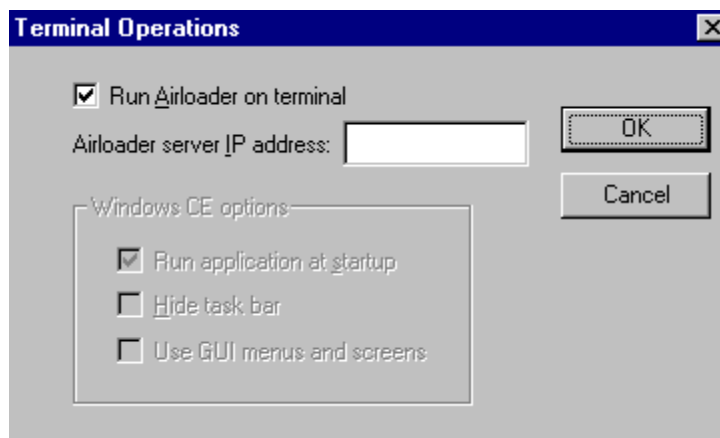 Terminal Operations
Run Airloader on terminal
Airloader server IP address:
OK
Cancel
Windows CE options
Run application at startup
Hide task bar
Use GUI menus and screens